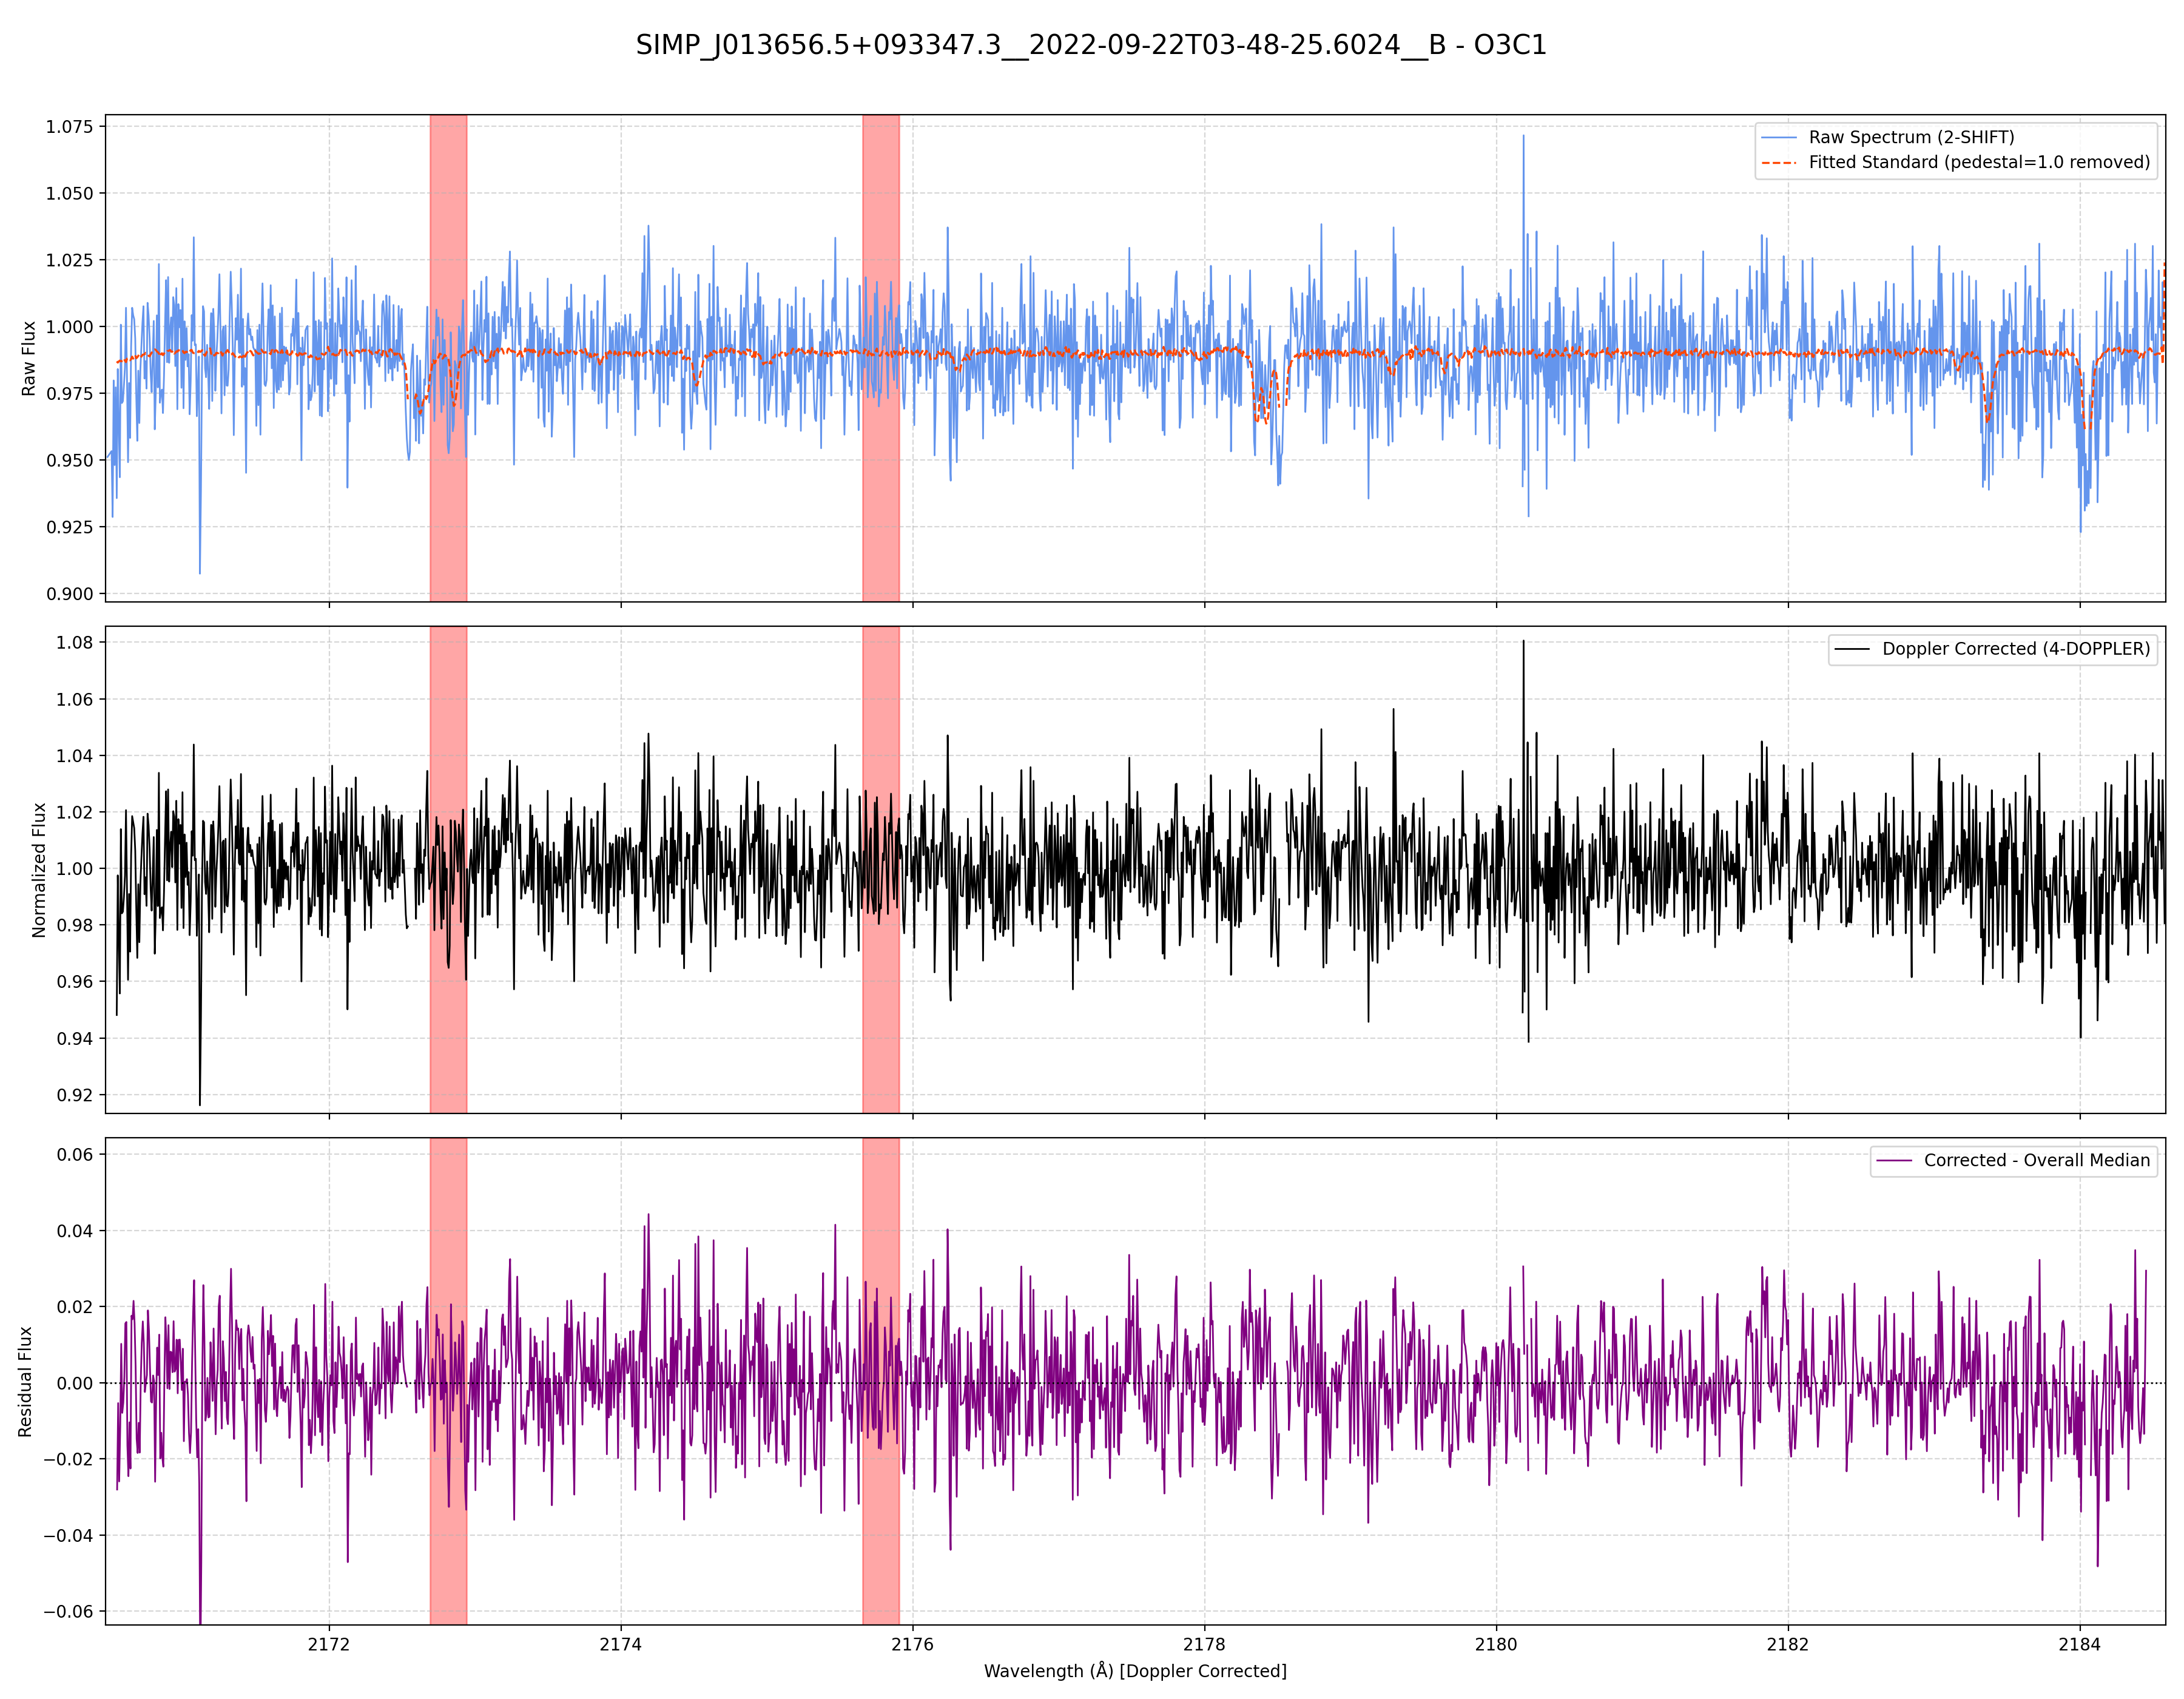 SIMP_J013656.5+093347.3__2022-09-22T03-48-25.6024__B - O3C1
1.075
1.050
1.025
1.000
0.975
0.950
0.925
0.900
Raw Flux
Raw Spectrum (2-SHIFT)
Fitted Standard (pedestal=1.0 removed)
1.08
1.06
1.04
1.02
1.00
0.98
0.96
0.94
0.92
Normalized Flux
Doppler Corrected (4-DOPPLER)
0.06
0.04
0.02
0.00
−0.02
−0.04
−0.06
Residual Flux
Corrected - Overall Median
2172 2174 2176 2178 2180 2182 2184
Wavelength (Å) [Doppler Corrected]